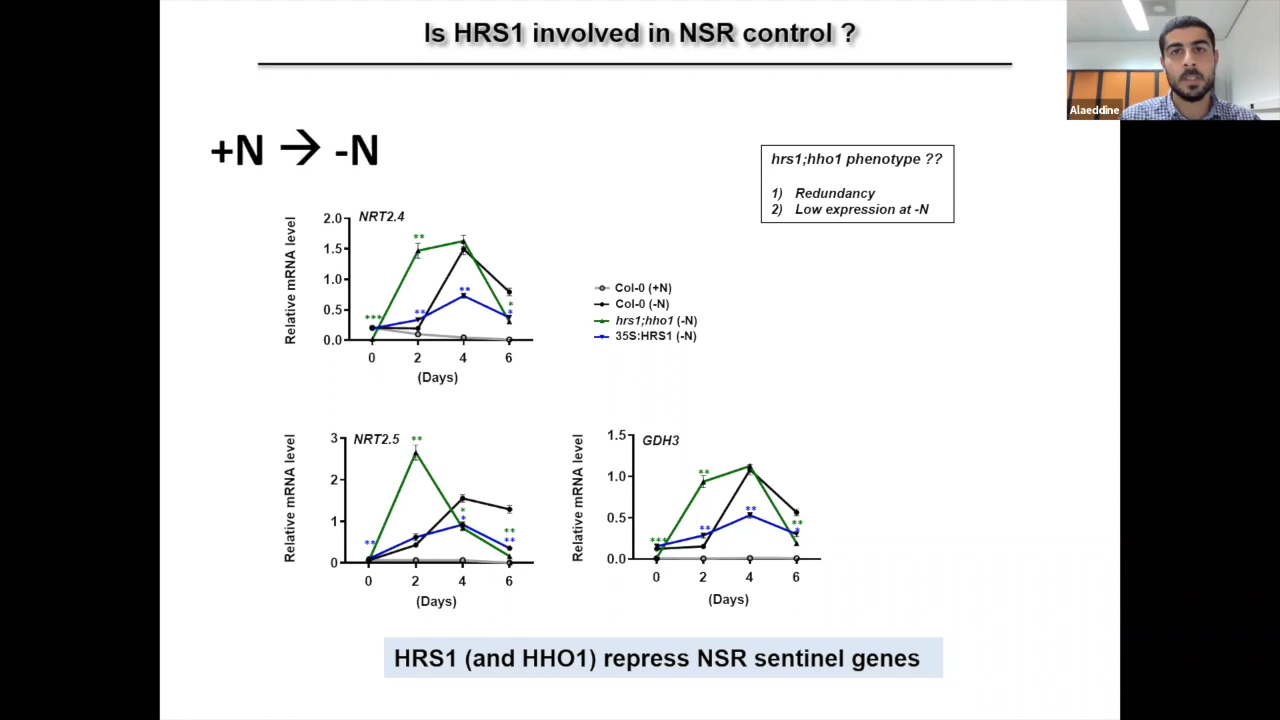 Is HRS1 involved in NSR control ?
Alaeddine
+N → -N
hrs1;hho1 phenotype ??
1) Redundancy
2) Low expression at -N
NRT2.4
Relative mRNA level
2.0
1.5
1.0
0.5
0.0
***
**
**
**
*
*
0 2 4 6
(Days)
Col-0 (+N)
Col-0 (-N)
hrs1;hho1 (-N)
35S:HRS1 (-N)
NRT2.5
Relative mRNA level
3
2
1
0
**
**
*
*
**
**
0 2 4 6
(Days)
GDH3
Relative mRNA level
1.5
1.0
0.5
0.0
***
**
**
**
**
*
0 2 4 6
(Days)
HRS1 (and HHO1) repress NSR sentinel genes